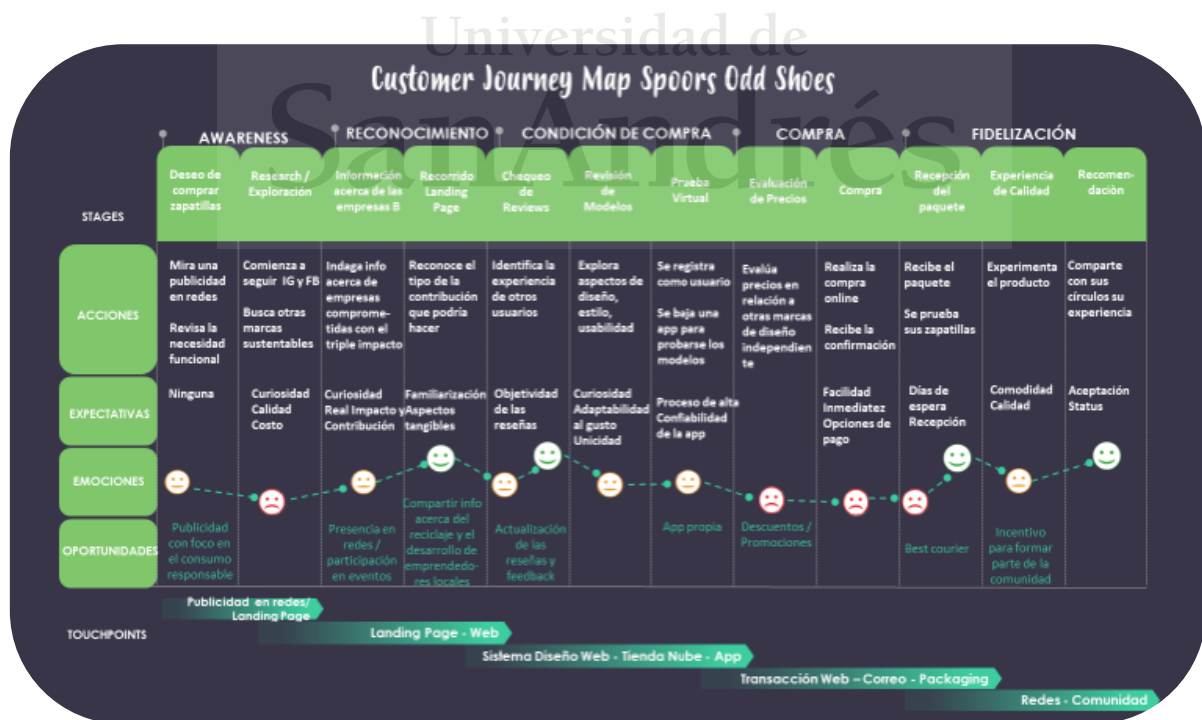 Universidad de
SanAndrés
Customer Journey Map Spoors Odd Shoes
AWARENESS
RECONOCIMIENTO
CONDICIÓN DE COMPRA
COMPRA
FIDELIZACIÓN
STAGES
Deseo de
comprar
zapatillas
Research /
Exploración
Información
acerca de las
empresas B
Recorrido
Landing
Page
Chequeo
de
Reviews
Revisión
de
Modelos
Prueba
Virtual
Evaluación
de Precios
Compra
Recepción
del
paquete
Experiencia
de Calidad
Recomen-
daciòn
ACCIONES
Mira una
publicidad
en redes
Revisa la
necesidad
funcional
Comienza a
seguir IG y FB
Busca otras
marcas
sustentables
Indaga info
acerca de
empresas
comprome-
tidas con el
triple impacto
Reconoce el
tipo de la
contribución
que podría
hacer
Identifica la
experiencia
de otros
usuarios
Explora
aspectos de
diseño,
estilo,
usabilidad
Se registra
como usuario
Se baja una
app para
probarse los
modelos
Evalúa
precios en
relación a
otras marcas
de diseño
independien
te
Realiza la
compra
online
Recibe la
confirmación
Recibe el
paquete
Se prueba
sus zapatillas
Experimenta
el producto
Comparte
con sus
círculos su
experiencia
EXPECTATIVAS
Ninguna
Curiosidad
Calidad
Costo
Curiosidad
Real Impacto y
Contribución
Familiarización
Aspectos
tangibles
Objetividad
de las
reseñas
Curiosidad
Adaptabilidad
al gusto
Unicidad
Proceso de alta
Confiabilidad
de la app
Facilidad
Inmediatez
Opciones de
pago
Días de
espera
Recepción
Comodidad
Calidad
Aceptación
Status
EMOCIONES
OPORTUNIDADES
Publicidad
con foco en
el consumo
responsable
Presencia en
redes /
participación
en eventos
Compartir info
acerca del
reciclaje y el
desarrollo de
emprendedo-
res locales
Actualización
de las
reseñas y
feedback
App propia
Descuentos /
Promociones
Best courier
Incentivo
para formar
parte de la
comunidad
TOUCHPOINTS
Publicidad en redes/
Landing Page
Landing Page - Web
Sistema Diseño Web - Tienda Nube - App
Transacción Web – Correo - Packaging
Redes - Comunidad